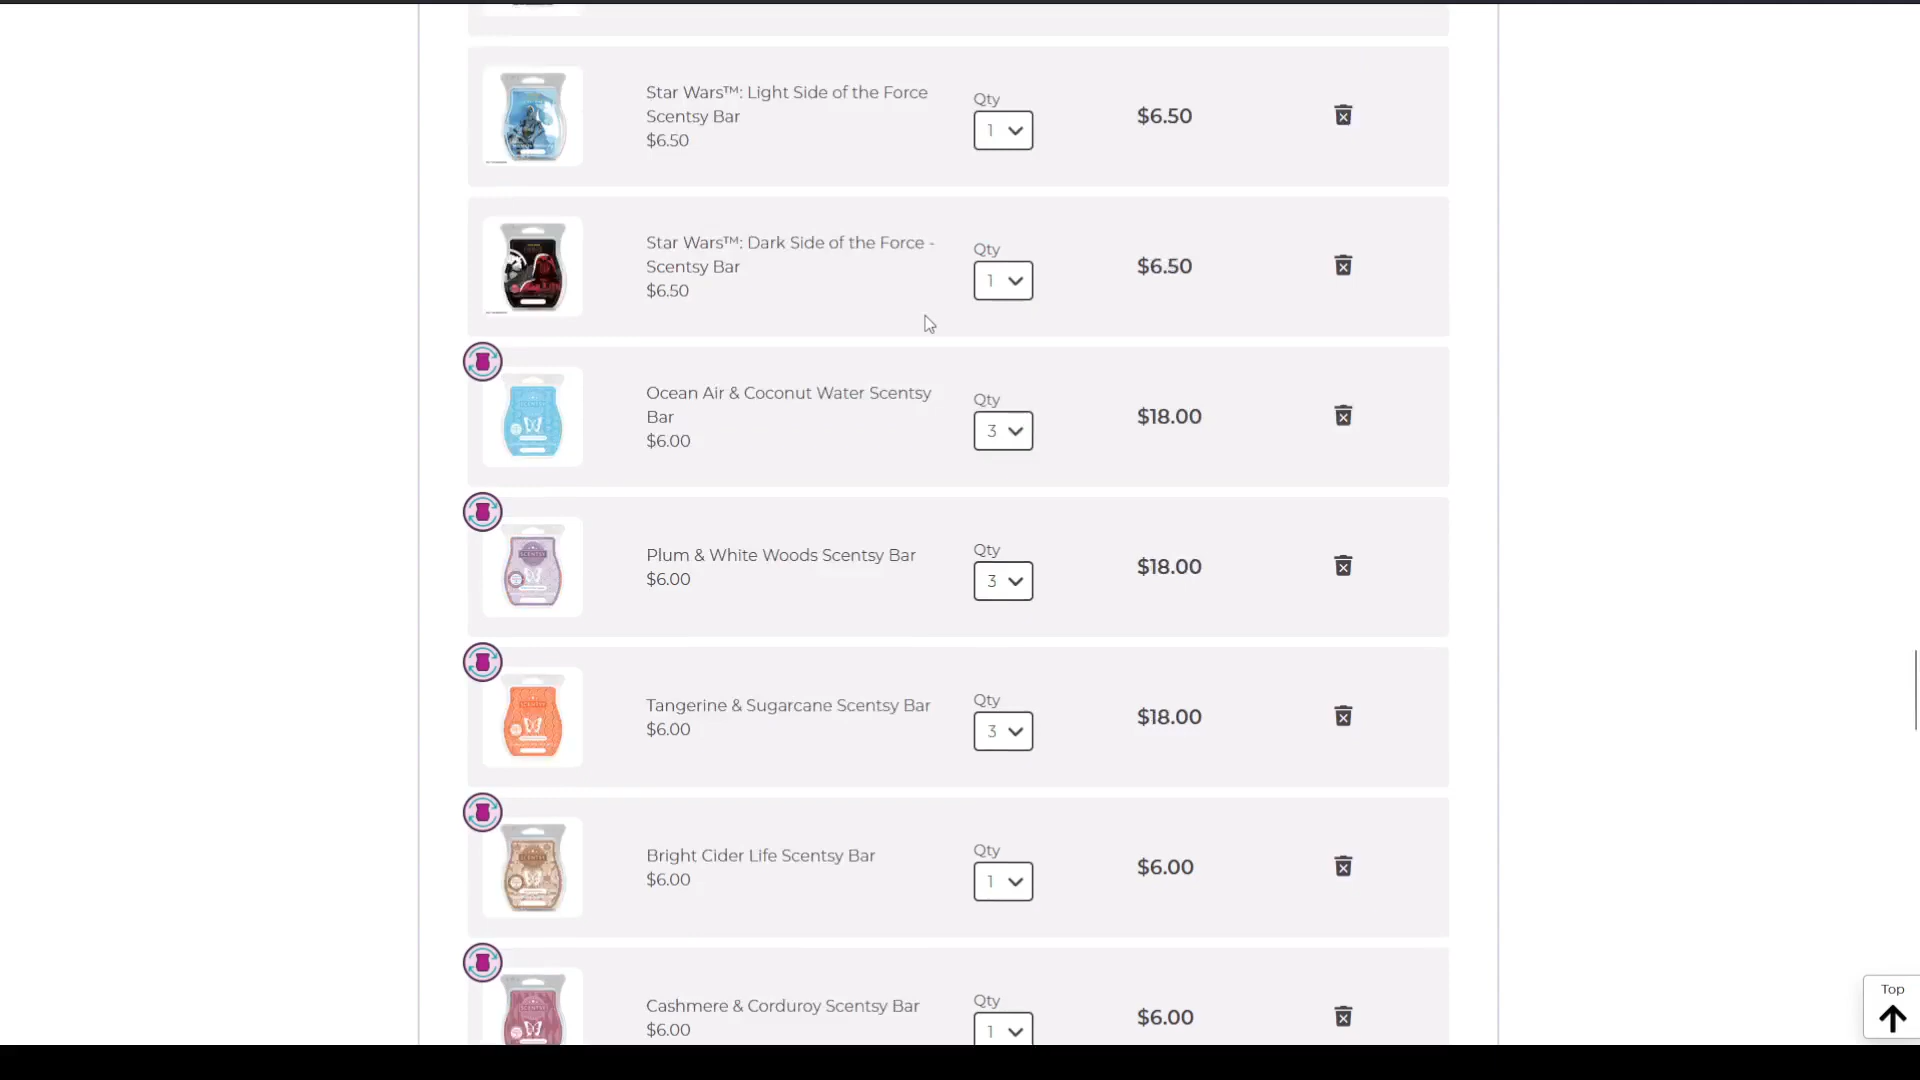 Star Wars™: Light Side of the Force
Scentsy Bar
$6.50
Qty
1
$6.50
Star Wars™: Dark Side of the Force -
Scentsy Bar
$6.50
Qty
1
$6.50
Ocean Air & Coconut Water Scentsy
Bar
$6.00
Qty
3
$18.00
Plum & White Woods Scentsy Bar
$6.00
Qty
3
$18.00
Tangerine & Sugarcane Scentsy Bar
$6.00
Qty
3
$18.00
Bright Cider Life Scentsy Bar
$6.00
Qty
1
$6.00
Cashmere & Corduroy Scentsy Bar
$6.00
Qty
1
$6.00
Top